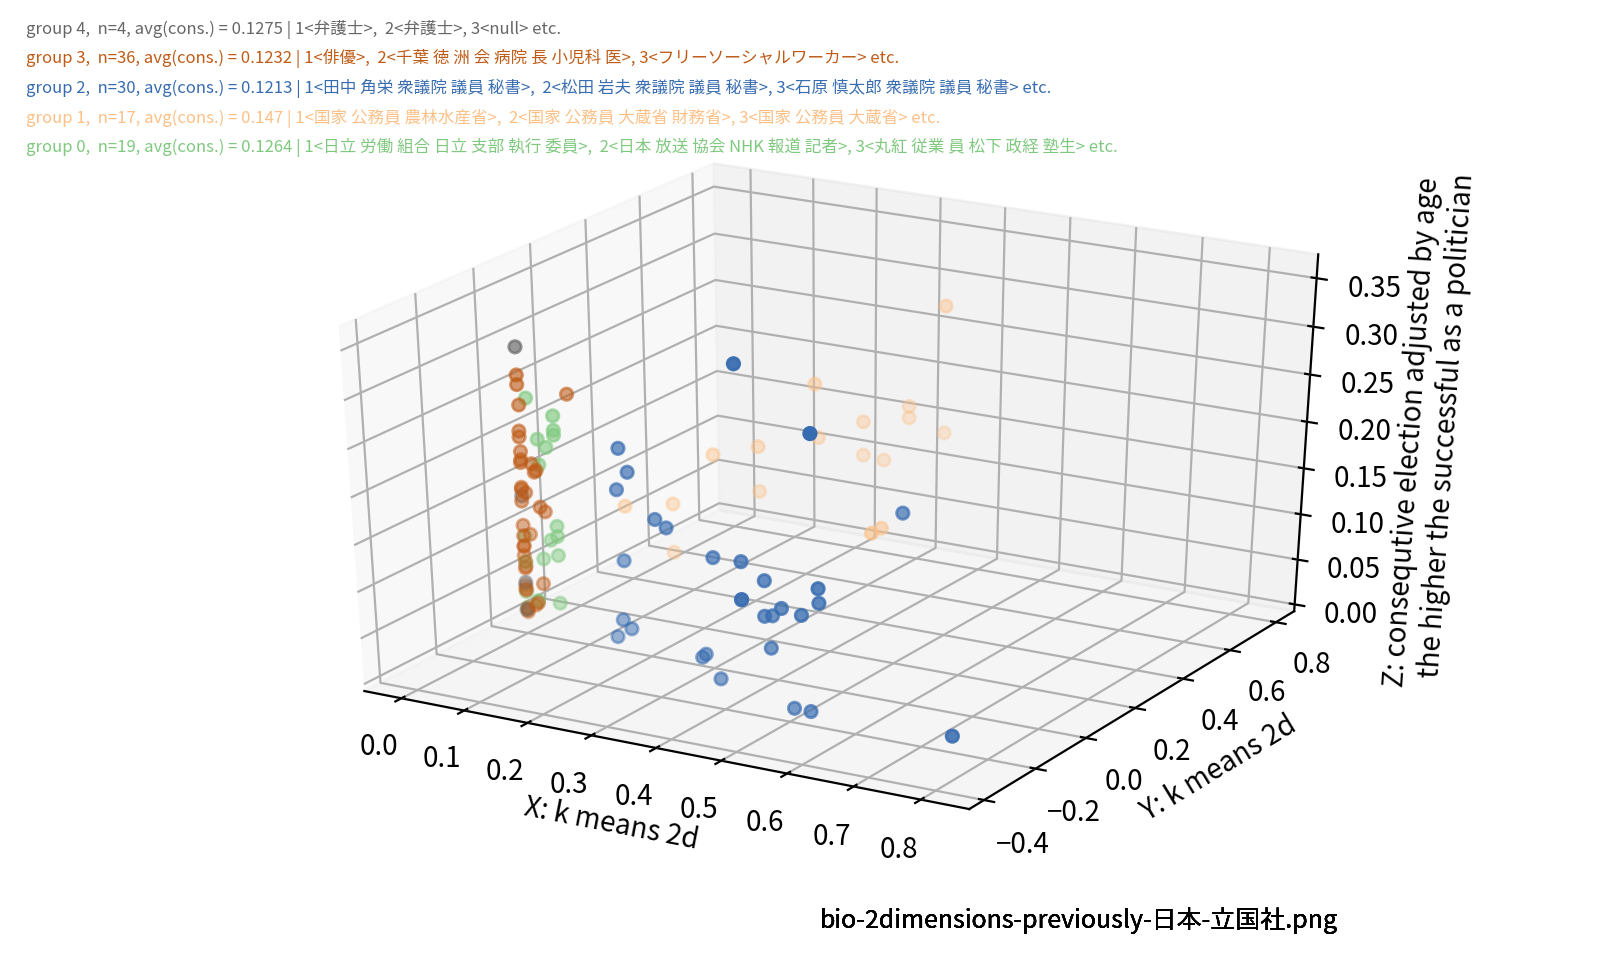 group 4,  n=4, avg(cons.) = 0.1275 | 1<弁護士>,  2<弁護士>, 3<null> etc.
group 3,  n=36, avg(cons.) = 0.1232 | 1<俳優>,  2<千葉 徳 洲 会 病院 長 小児科 医>, 3<フリーソーシャルワーカー> etc.
group 2,  n=30, avg(cons.) = 0.1213 | 1<田中 角栄 衆議院 議員 秘書>,  2<松田 岩夫 衆議院 議員 秘書>, 3<石原 慎太郎 衆議院 議員 秘書> etc.
group 1,  n=17, avg(cons.) = 0.147 | 1<国家 公務員 農林水産省>,  2<国家 公務員 大蔵省 財務省>, 3<国家 公務員 大蔵省> etc.
group 0,  n=19, avg(cons.) = 0.1264 | 1<日立 労働 組合 日立 支部 執行 委員>,  2<日本 放送 協会 NHK 報道 記者>, 3<丸紅 従業 員 松下 政経 塾生> etc.
0.35
0.30
0.25
0.20
0.15
0.10
0.05
0.00
Z: consequtive election adjusted by age
the higher the successful as a politician
0.8
0.6
0.4
0.2
0.0
−0.2
−0.4
Y: k means 2d
0.0
0.1
0.2
0.3
0.4
0.5
0.6
0.7
0.8
X: k means 2d
bio-2dimensions-previously-日本-立国社.png